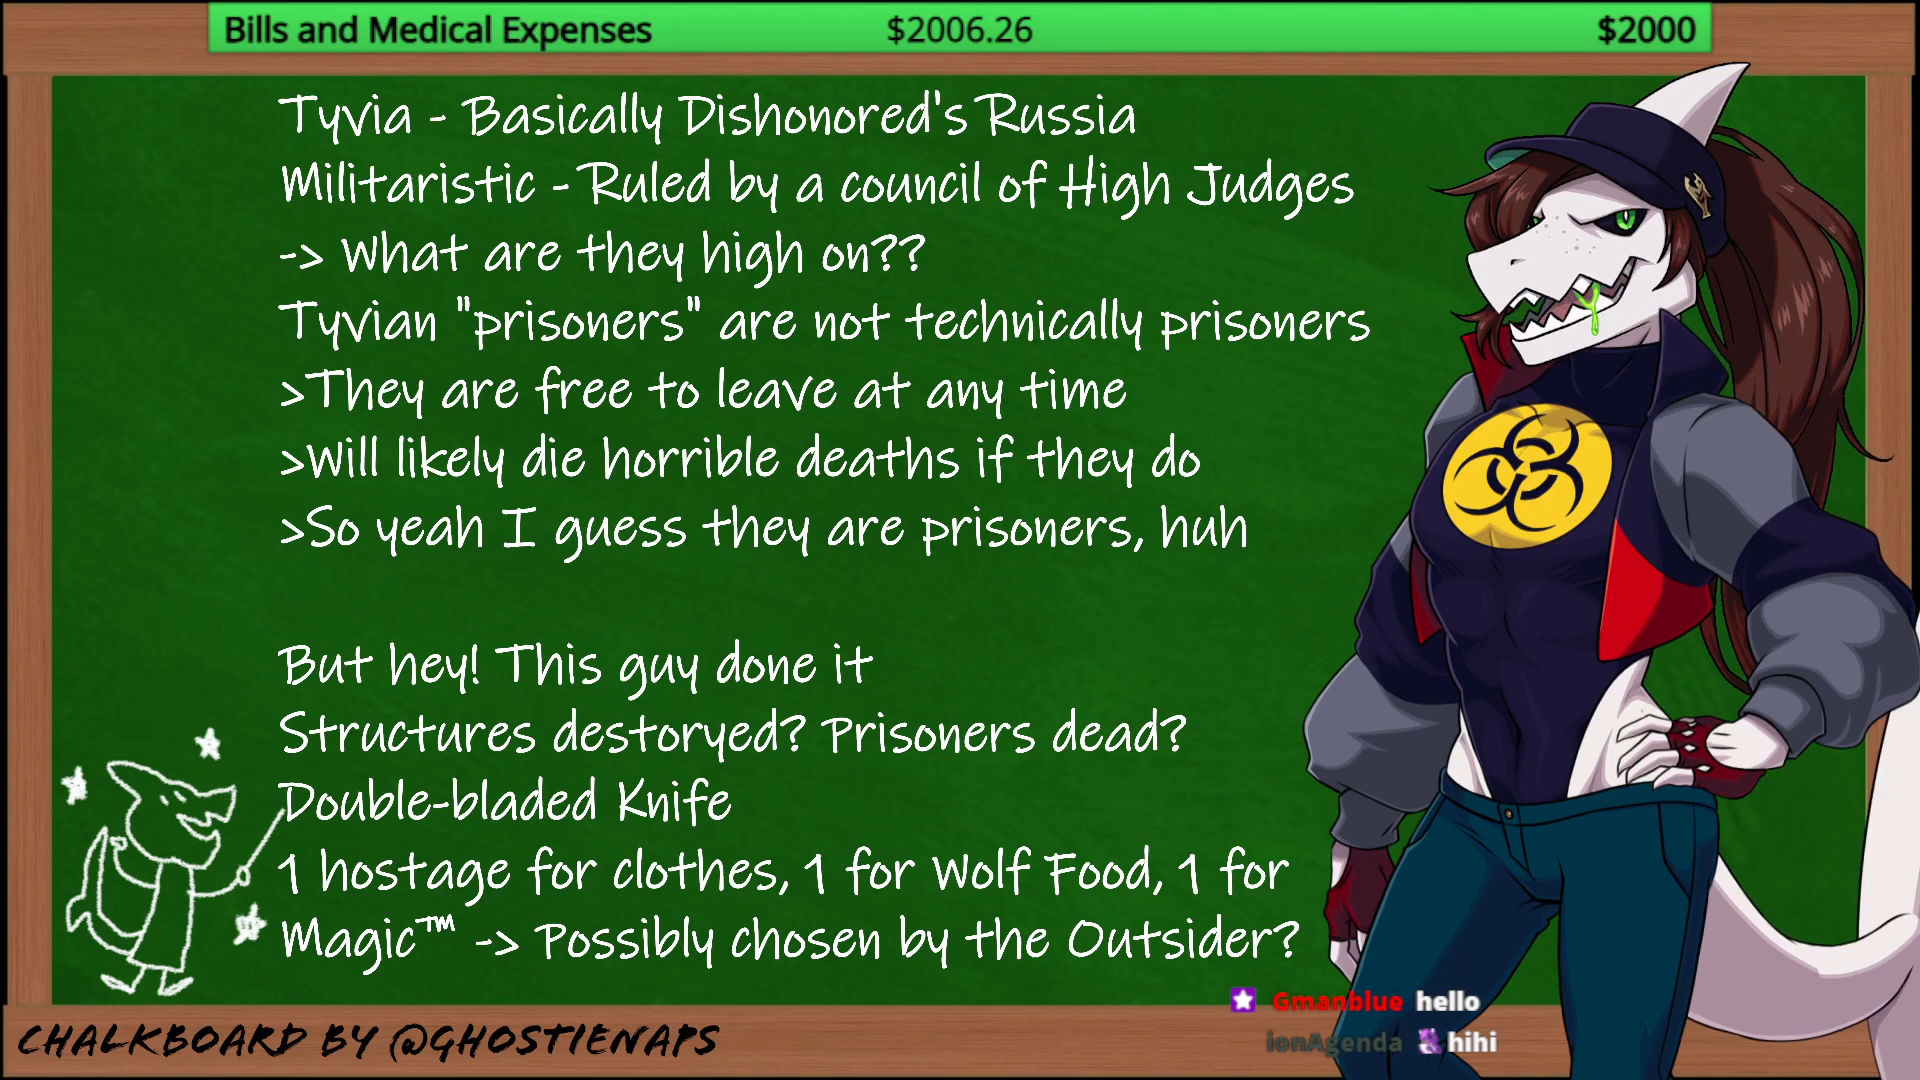 Bills and Medical Expenses $2006.26 $2000
Tyvia - Basically Dishonored's Russia
Militaristic - Ruled by a council of High Judges
-> What are they high on??
Tyvian "prisoners" are not technically prisoners
>They are free to leave at any time
>Will likely die horrible deaths if they do
>So yeah I guess they are prisoners, huh
But hey! This guy done it
Structures destoryed? Prisoners dead?
Double-bladed Knife
1 hostage for clothes, 1 for Wolf Food, 1 for
Magic™ -> Possibly chosen by the Outsider?
Gmanblue hello
ionAgenda hihi
CHALKBOARD BY @GHOSTIENAPS